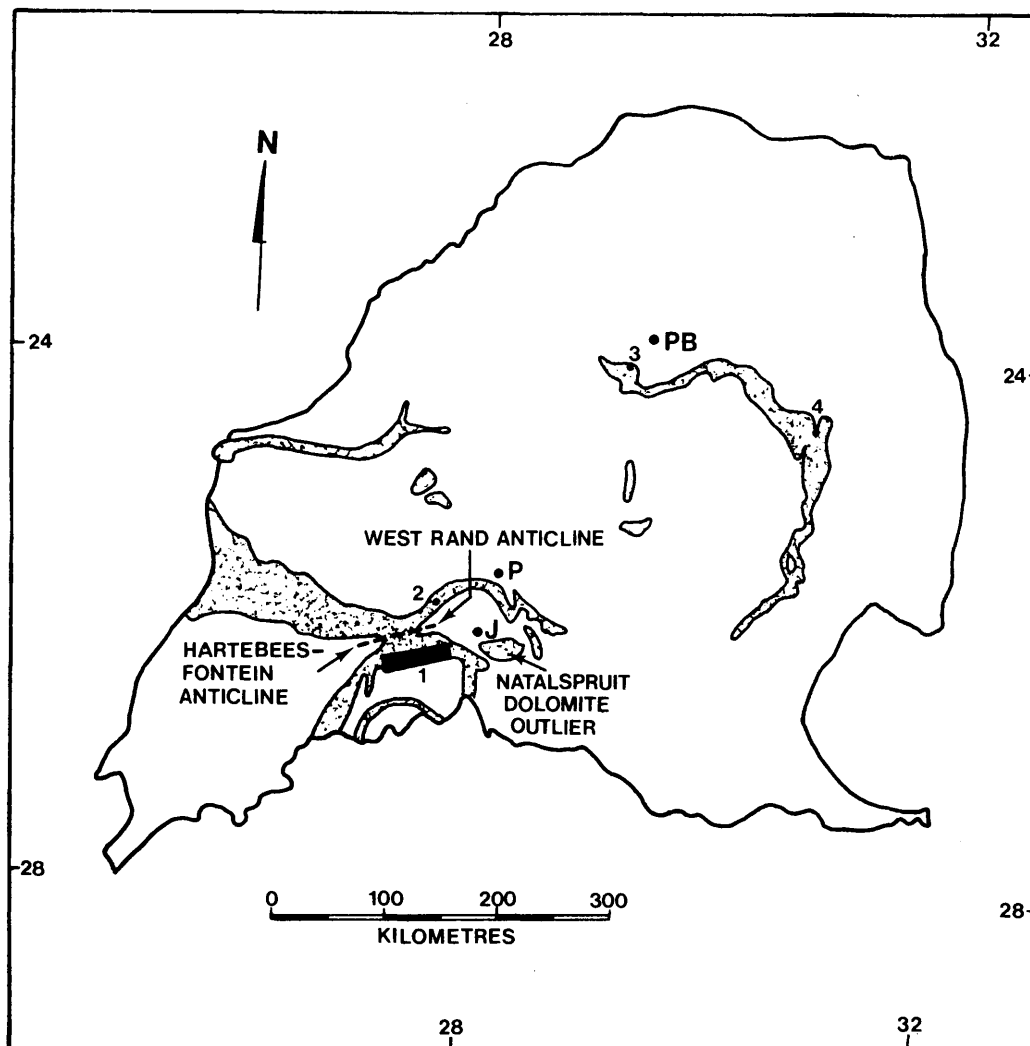 28
32
N
24
3
PB
24
4
WEST RAND ANTICLINE
P
2
J
HARTEBEES-
FONTEIN
ANTICLINE
1
NATALSPRUIT
DOLOMITE
OUTLIER
28
0
100
200
300
KILOMETRES
28
28
32